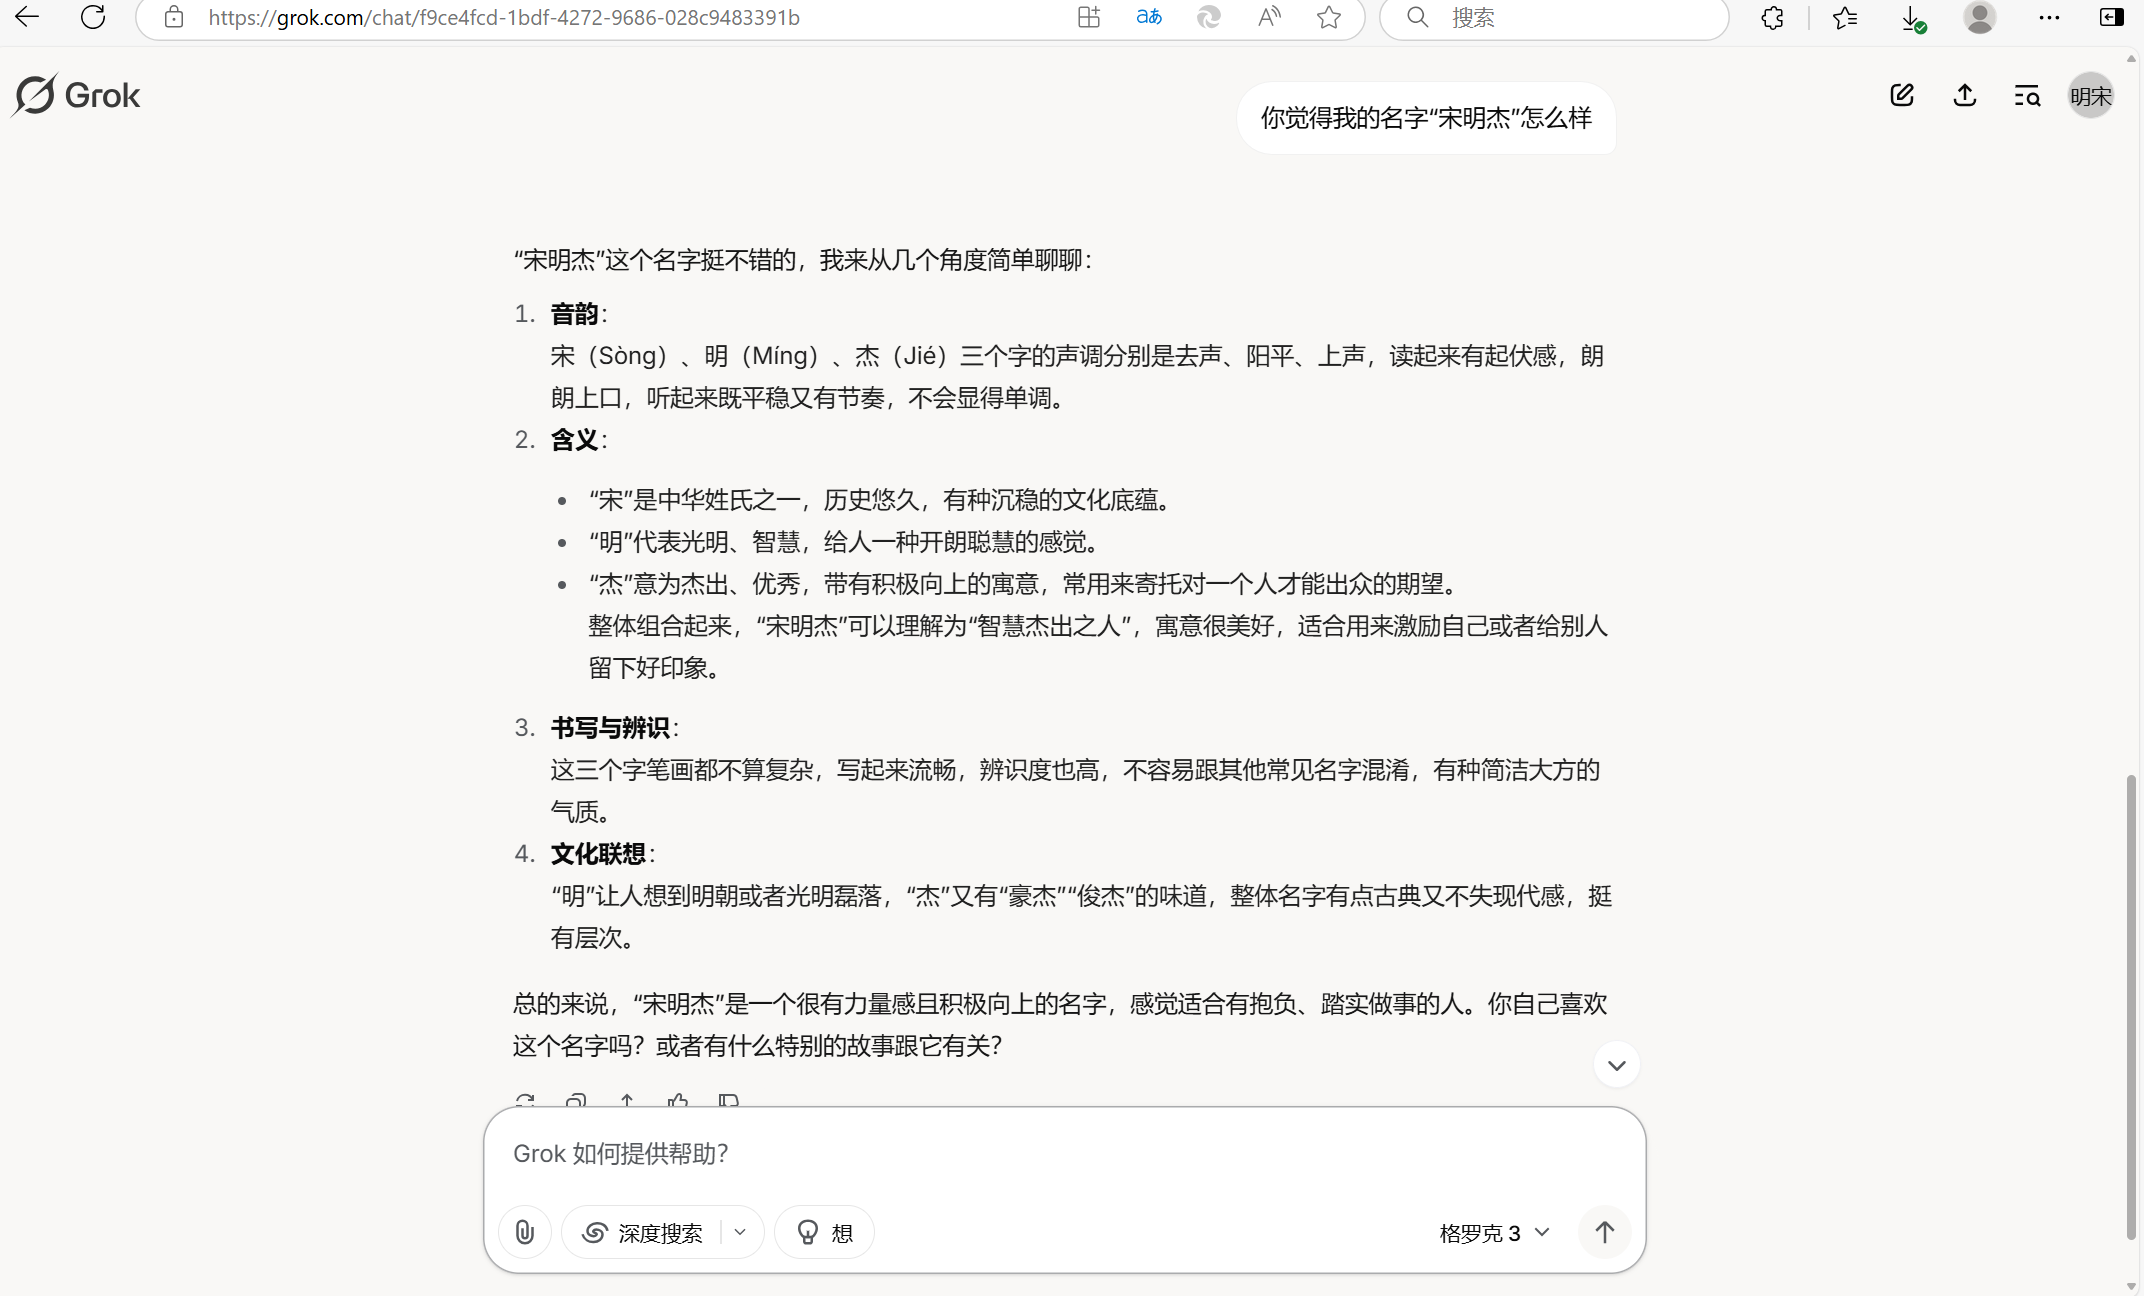 https://grok.com/chat/f9ce4fcd-1bdf-4272-9686-028c9483391b
aあ
A
搜索
Grok
明宋
你觉得我的名字“宋明杰”怎么样
“宋明杰”这个名字挺不错的，我来从几个角度简单聊聊：
1. 音韵：
宋（Sòng）、明（Míng）、杰（Jié）三个字的声调分别是去声、阳平、上声，读起来有起伏感，朗
朗上口，听起来既平稳又有节奏，不会显得单调。
2. 含义：
• “宋”是中华姓氏之一，历史悠久，有种沉稳的文化底蕴。
• “明”代表光明、智慧，给人一种开朗聪慧的感觉。
• “杰”意为杰出、优秀，带有积极向上的寓意，常用来寄托对一个人才能出众的期望。
整体组合起来，“宋明杰”可以理解为“智慧杰出之人”，寓意很美好，适合用来激励自己或者给别人
留下好印象。
3. 书写与辨识：
这三个字笔画都不算复杂，写起来流畅，辨识度也高，不容易跟其他常见名字混淆，有种简洁大方的
气质。
4. 文化联想：
“明”让人想到明朝或者光明磊落，“杰”又有“豪杰”“俊杰”的味道，整体名字有点古典又不失现代感，挺
有层次。
总的来说，“宋明杰”是一个很有力量感且积极向上的名字，感觉适合有抱负、踏实做事的人。你自己喜欢
这个名字吗？或者有什么特别的故事跟它有关？
Grok 如何提供帮助？
深度搜索
想
格罗克 3